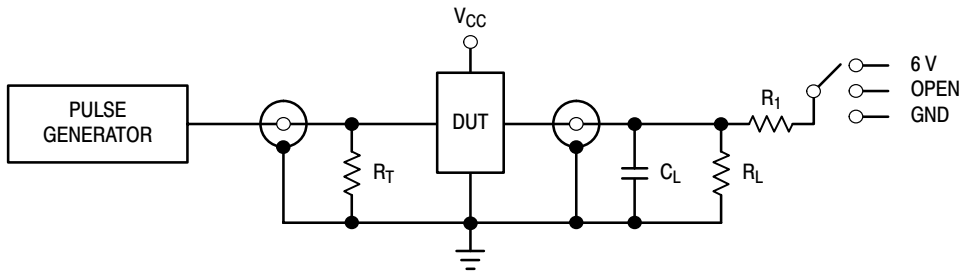 V_CC
PULSE
GENERATOR
DUT
R_T
C_L
R_L
R_1
6 V
OPEN
GND